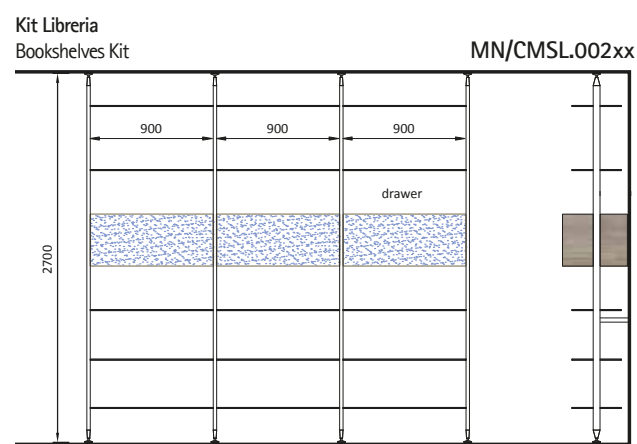 Kit Libreria
Bookshelves Kit
MN/CMSL.002xx
900
900
900
drawer
2700